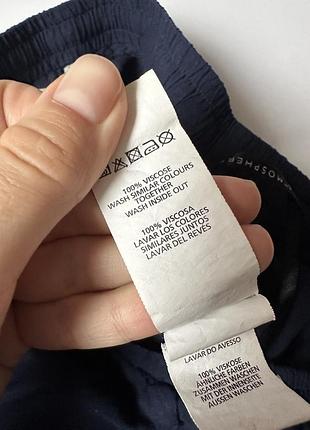 100% VISCOSE
WASH SIMILAR COLOURS
TOGETHER
WASH INSIDE OUT
100% VISCOSA
LAVAR LOS COLORES
SIMILARES JUNTOS
LAVAR DEL REVÉS
LAVAR DO AVESSO
100% VISKOSE
ÄHNLICHE FARBEN
ZUSAMMEN WASCHEN
MIT DER INNENSEITE
AUSSEN WASCHEN